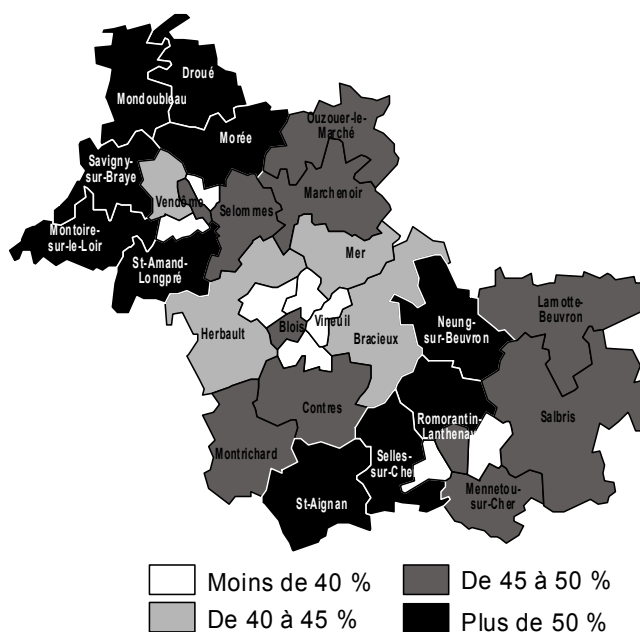 Droué
Mondoubleau
Ouzouer-le-
Marché
Morée
Savigny-
sur-Braye
Marchenoir
Vendôme
Selommes
Montoire-
sur-le-Loir
Mer
St-Amand-
Longpré
Lamotte-
Beuvron
Neung-
sur-Beuvron
Herbault
Blois
Vineuil
Bracieux
Contres
Romorantin-
Lanthenay
Salbris
Montrichard
Selles-
sur-Cher
Mennetou-
sur-Cher
St-Aignan
Moins de 40 %
De 45 à 50 %
De 40 à 45 %
Plus de 50 %